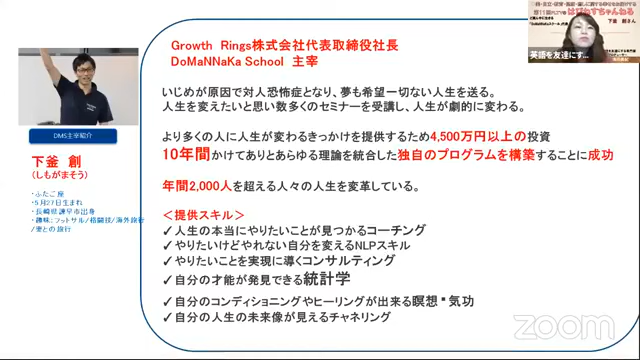 Growth Rings株式会社代表取締役社長
DoMaNNaKa School 主宰
いじめが原因で対人恐怖症となり、夢も希望一切ない人生を送る。
人生を変えたいと思い数多くのセミナーを受講し、人生が劇的に変わる。
より多くの人に人生が変わるきっかけを提供するため4,500万円以上の投資
10年間かけてありとあらゆる理論を統合した独自のプログラムを構築することに成功
年間2,000人を超える人々の人生を変革している。
＜提供スキル＞
✓人生の本当にやりたいことが見つかるコーチング
✓やりたいけどやれない自分を変えるNLPスキル
✓やりたいことを実現に導くコンサルティング
✓自分の才能が発見できる統計学
✓自分のコンディショニングやヒーリングが出来る瞑想・気功
✓自分の人生の未来像が見えるチャネリング
DMS主宰紹介
下釜 創
(しもがまそう)
・ふたご座
・5月27日生まれ
・長崎県諫早市出身
・趣味：フットサル/格闘技/海外旅行
/妻との旅行
はぴねすちゃんねる
英語を友達にす...
zoom